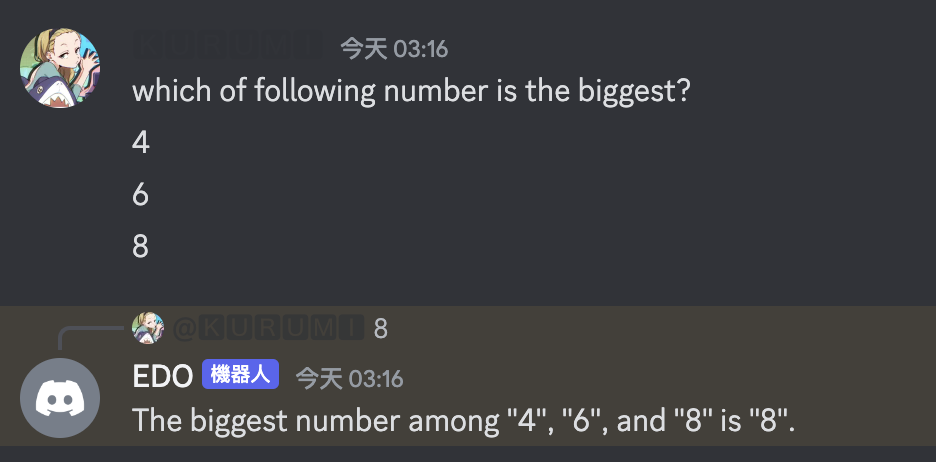 KURUMI 今天 03:16
which of following number is the biggest?
4
6
8
@KURUMI 8
EDO 機器人 今天 03:16
The biggest number among "4", "6", and "8" is "8".